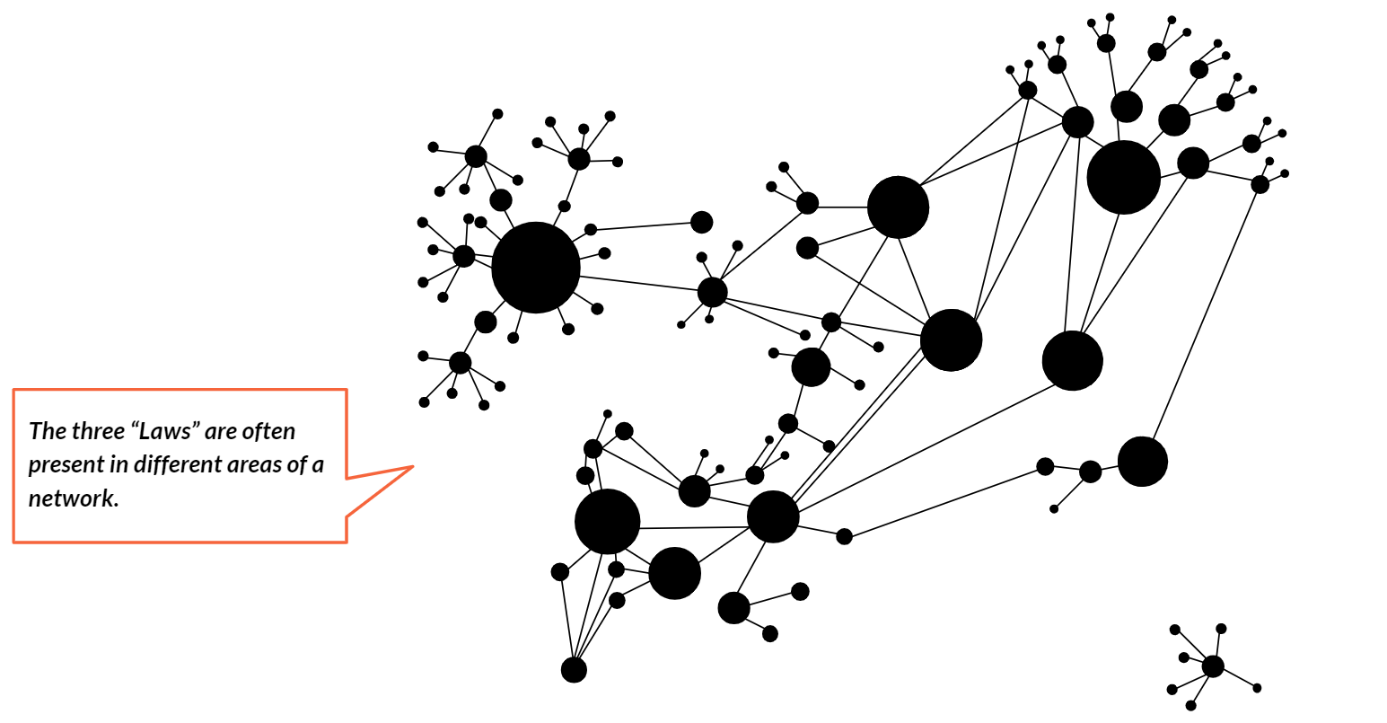 The three “Laws” are often
present in different areas of a
network.